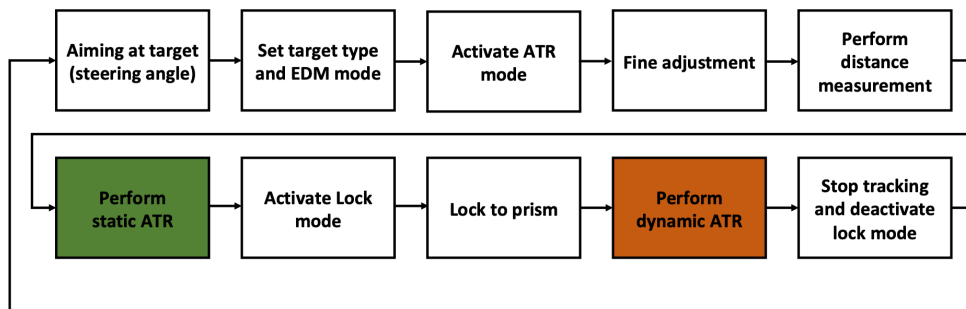 Aiming at target
(steering angle)
Set target type
and EDM mode
Activate ATR
mode
Fine adjustment
Perform
distance
measurement
Perform
static ATR
Activate Lock
mode
Lock to prism
Perform
dynamic ATR
Stop tracking
and deactivate
lock mode